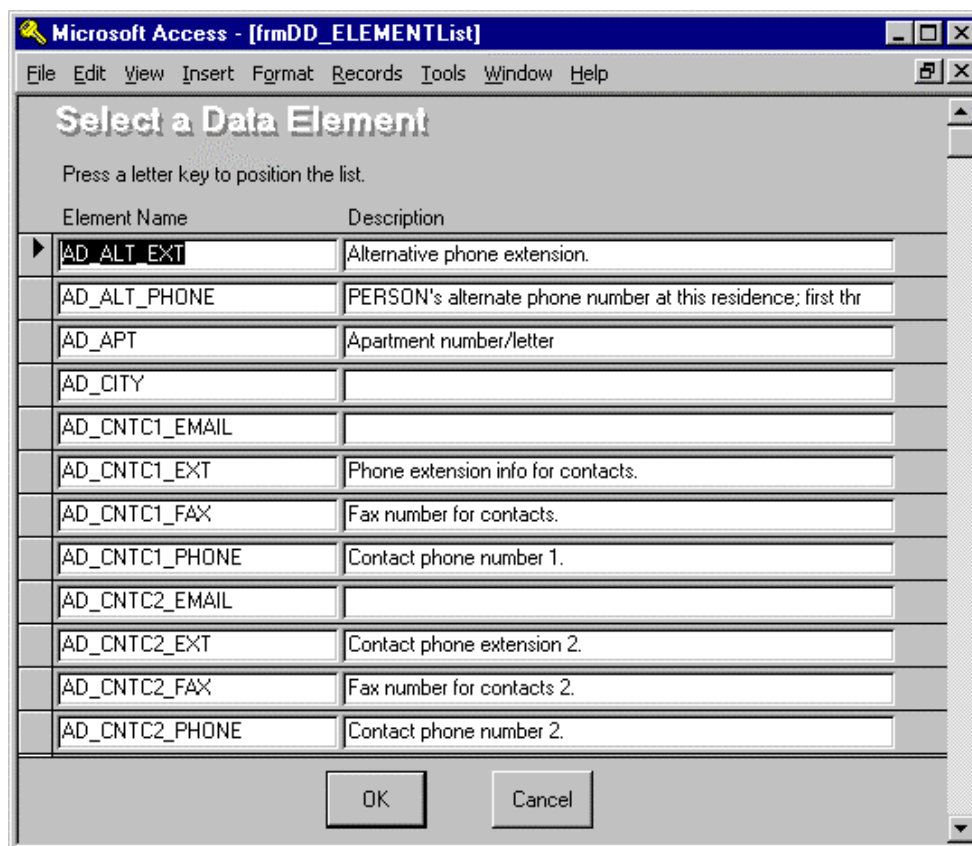 Microsoft Access - [frmDD_ELEMENTList]
File Edit View Insert Format Records Tools Window Help
Select a Data Element
Press a letter key to position the list.
Element Name Description
AD_ALT_EXT Alternative phone extension.
AD_ALT_PHONE PERSON's alternate phone number at this residence; first thr
AD_APT Apartment number/letter
AD_CITY
AD_CNTC1_EMAIL
AD_CNTC1_EXT Phone extension info for contacts.
AD_CNTC1_FAX Fax number for contacts.
AD_CNTC1_PHONE Contact phone number 1.
AD_CNTC2_EMAIL
AD_CNTC2_EXT Contact phone extension 2.
AD_CNTC2_FAX Fax number for contacts 2.
AD_CNTC2_PHONE Contact phone number 2.
OK Cancel